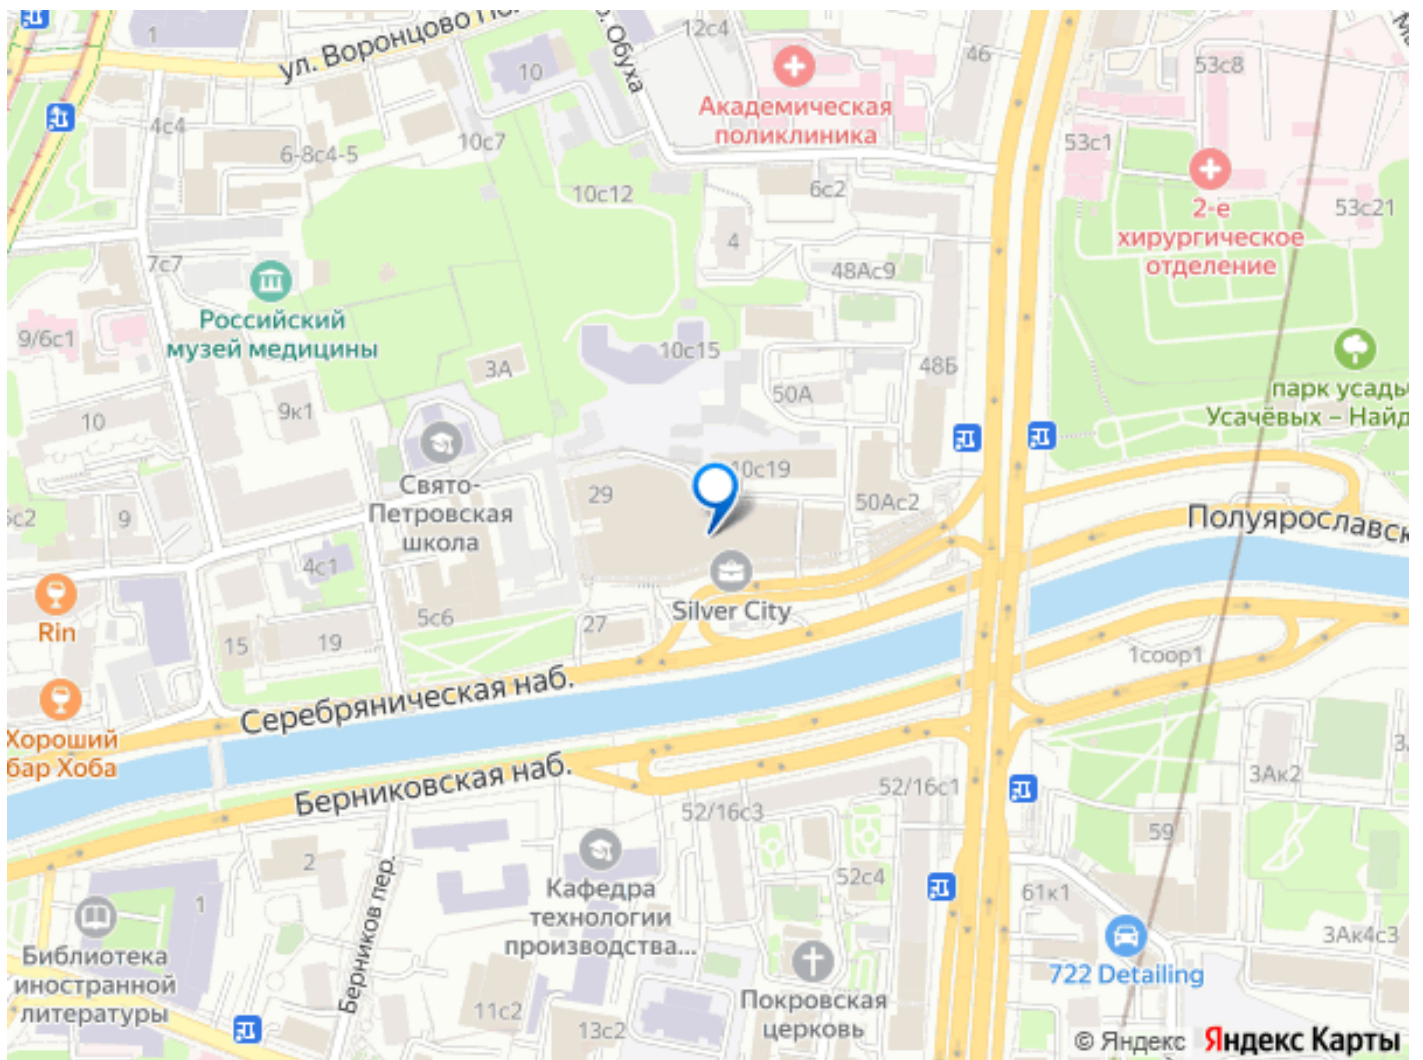 1
ул. Воронцово
10
Обуха
12с4
46
53с8
Академическая
поликлиника
4с4
6-8с4-5
10с7
53с1
10с12
6с2
2-е
хирургическое
отделение
53с21
4
48Ас9
7с7
Российский
музей медицины
9/6с1
3А
10с15
48Б
50А
парк усадь
Усачёвых – Найд
10
9к1
Свято-
Петровская
школа
29
10с19
50Ас2
9
Полуярославск
4с1
Silver City
Rin
5с6
27
15
19
1соор1
Серебряническая наб.
Хороший
бар Хоба
Берниковская наб.
52/16с3
52/16с1
3Ак2
59
2
Кафедра
технологии
производства...
52с4
61к1
1
Берников пер.
Библиотека
иностранной
литературы
722 Detailing
3Ак4с3
Покровская
церковь
11с2
13с2
© Яндекс Яндекс Карты